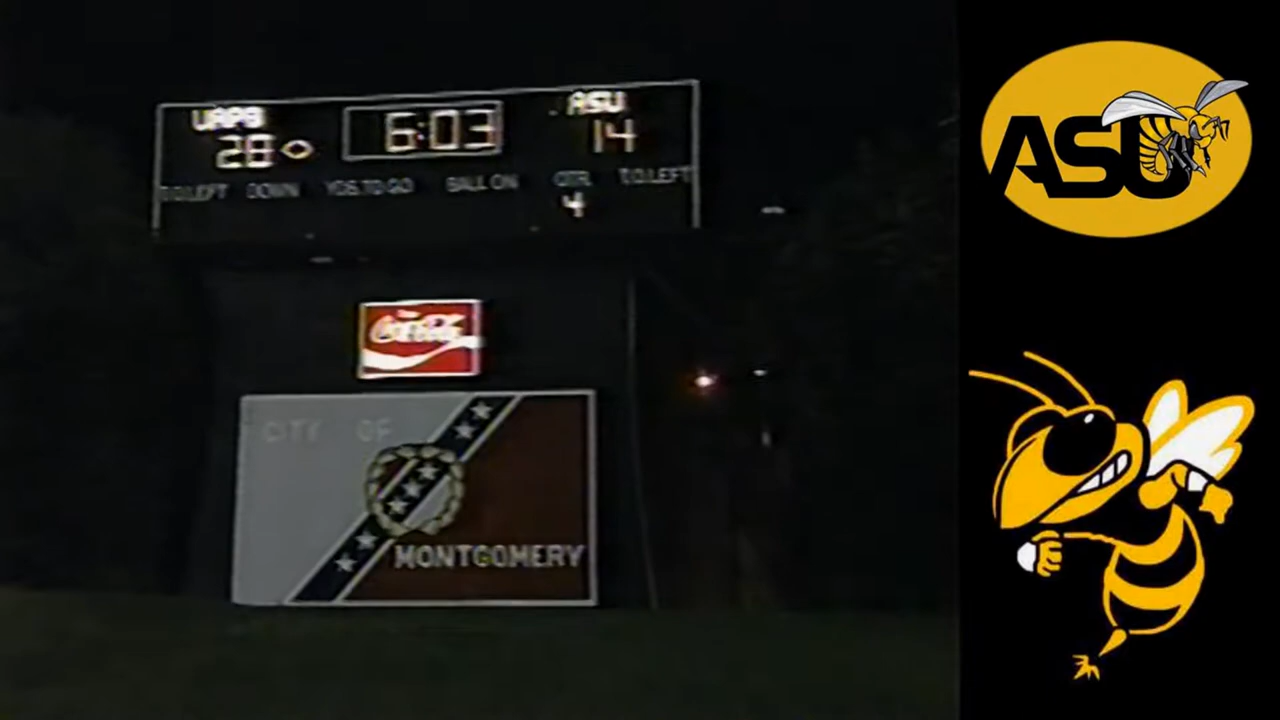 UAPB 6:03 ASU
28 14
T.O.LEFT DOWN YDS.TO GO BALL ON QTR. T.O.LEFT
4
Coca-Cola
CITY OF
MONTGOMERY
ASU